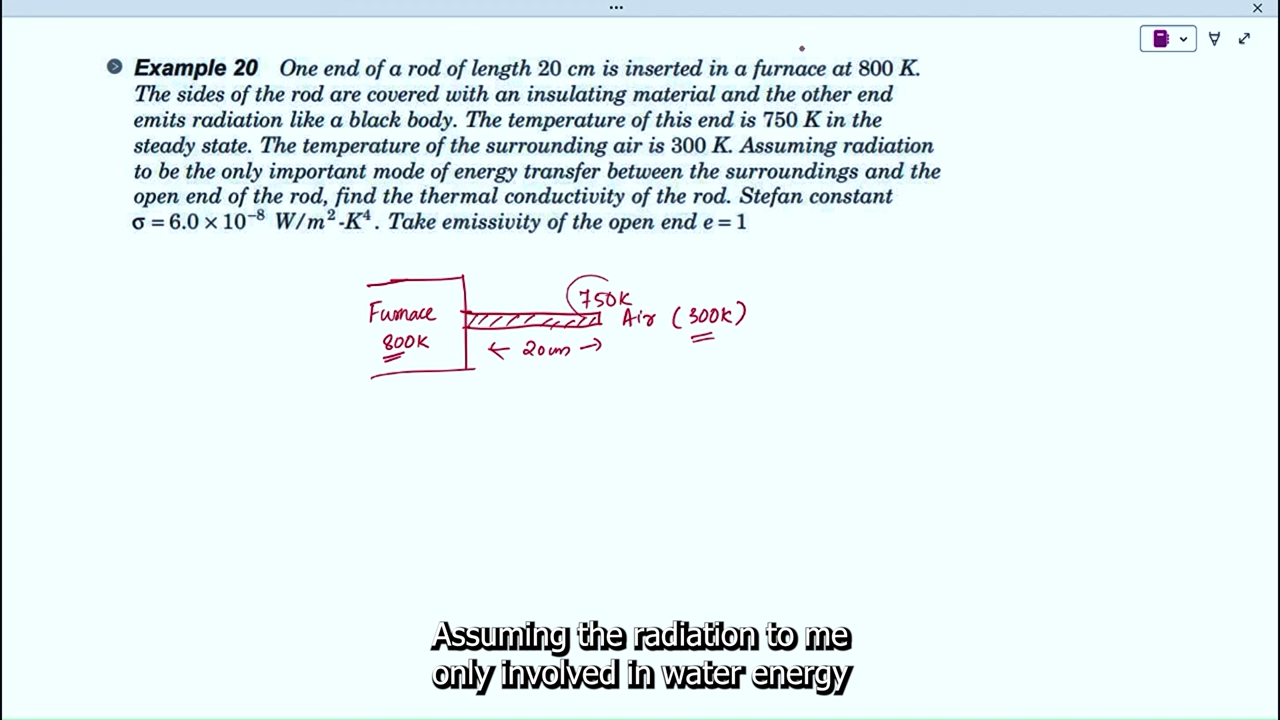 Example 20 One end of a rod of length 20 cm is inserted in a furnace at 800 K.
The sides of the rod are covered with an insulating material and the other end
emits radiation like a black body. The temperature of this end is 750 K in the
steady state. The temperature of the surrounding air is 300 K. Assuming radiation
to be the only important mode of energy transfer between the surroundings and the
open end of the rod, find the thermal conductivity of the rod. Stefan constant
σ = 6.0 × 10⁻⁸ W/m²-K⁴. Take emissivity of the open end e = 1
750K
Furnace
Air (300K)
800K
← 20cm →
Assuming the radiation to me
only involved in water energy